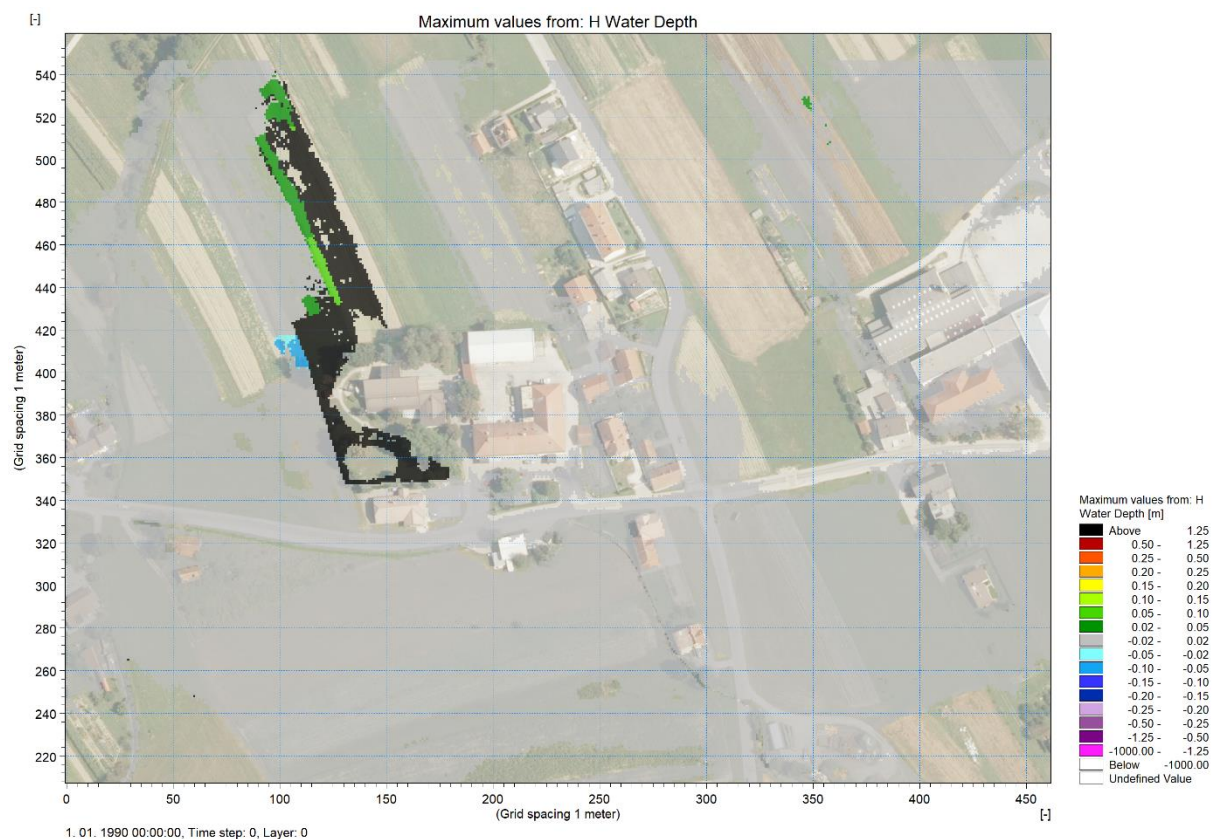 [-]
Maximum values from: H Water Depth
540
520
500
480
460
440
420
400
380
360
340
320
300
280
260
240
220
(Grid spacing 1 meter)
0 50 100 150 200 250 300 350 400 450
(Grid spacing 1 meter)
[-]
1. 01. 1990 00:00:00, Time step: 0, Layer: 0
Maximum values from: H
Water Depth [m]
Above 1.25
0.50 - 1.25
0.25 - 0.50
0.20 - 0.25
0.15 - 0.20
0.10 - 0.15
0.05 - 0.10
0.02 - 0.05
-0.02 - 0.02
-0.05 - -0.02
-0.10 - -0.05
-0.15 - -0.10
-0.20 - -0.15
-0.25 - -0.20
-0.50 - -0.25
-1.25 - -0.50
-1000.00 - -1.25
Below -1000.00
Undefined Value